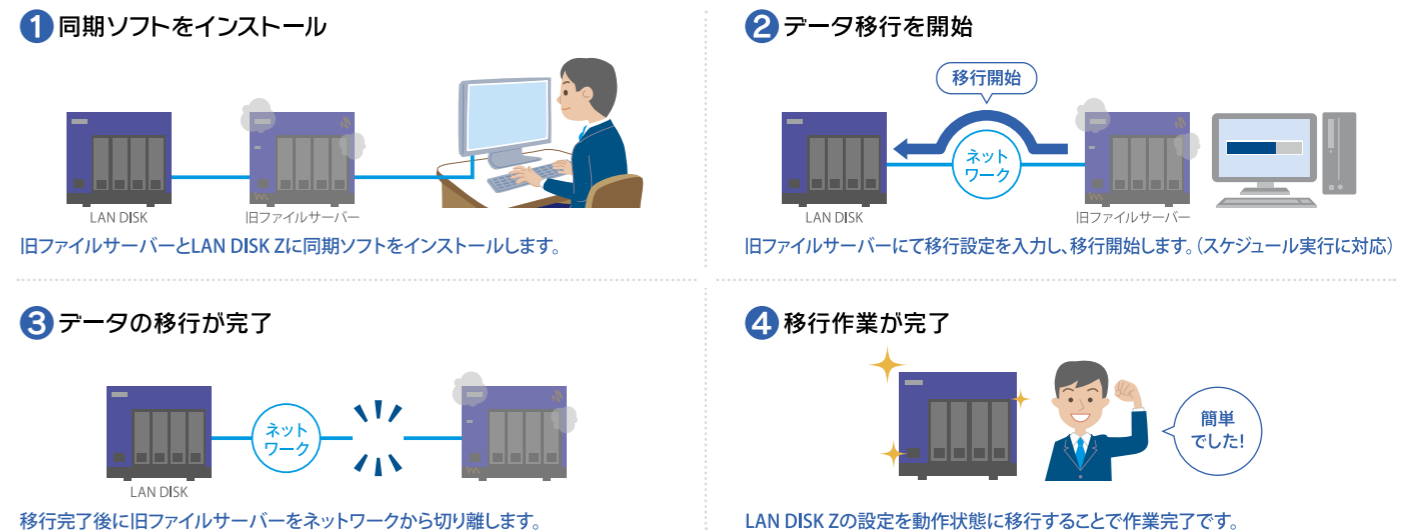 ❶同期ソフトをインストール
LAN DISK
旧ファイルサーバー
旧ファイルサーバーとLAN DISK Zに同期ソフトをインストールします。
❷データ移行を開始
移行開始
ネット
ワーク
LAN DISK
旧ファイルサーバー
旧ファイルサーバーにて移行設定を入力し、移行開始します。(スケジュール実行に対応)
❸データの移行が完了
ネット
ワーク
LAN DISK
移行完了後に旧ファイルサーバーをネットワークから切り離します。
❹移行作業が完了
簡単
でした!
LAN DISK Zの設定を動作状態に移行することで作業完了です。